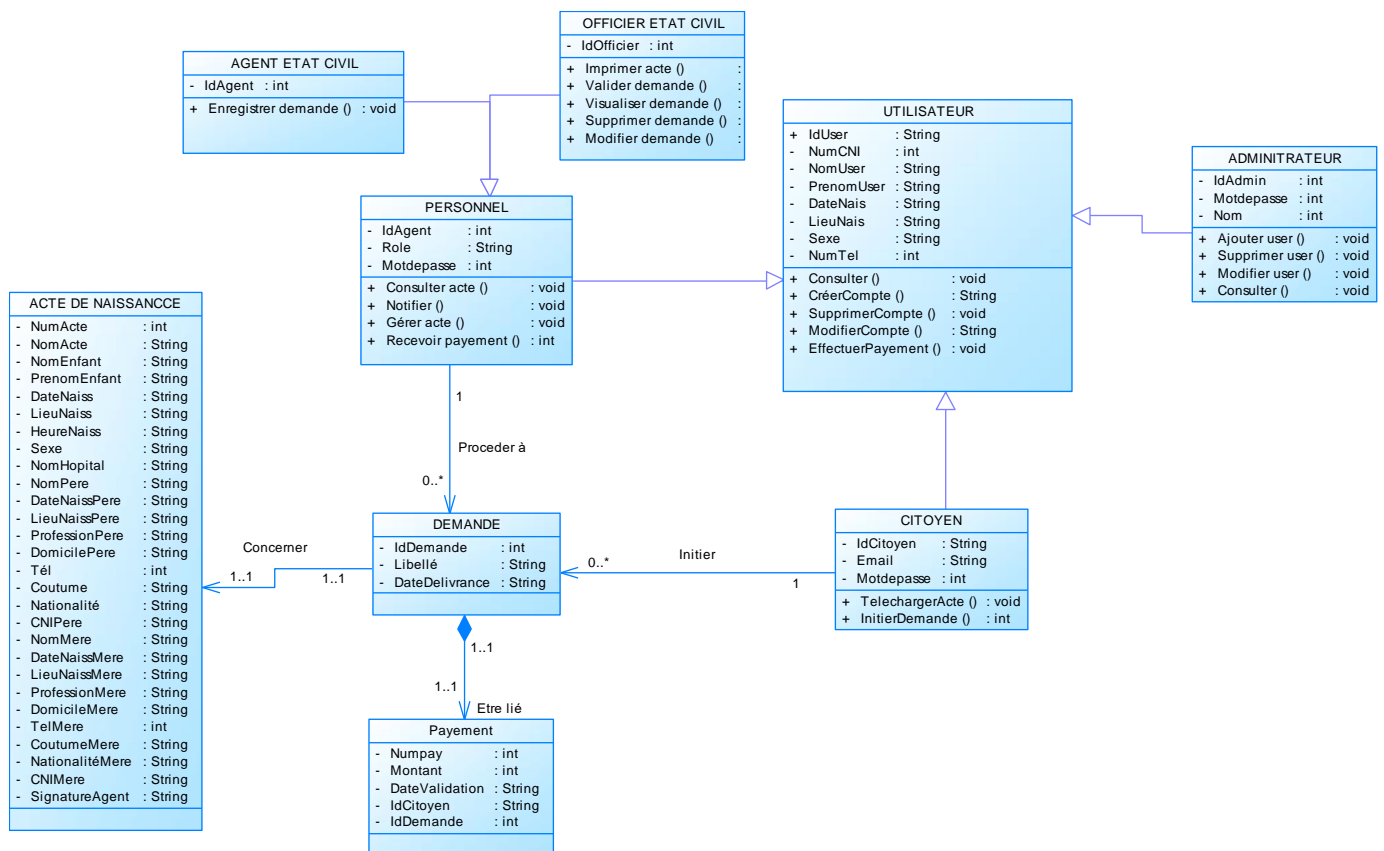 OFFICIER ETAT CIVIL
- IdOfficier : int
+ Imprimer acte () :
+ Valider demande () :
+ Visualiser demande () :
+ Supprimer demande () :
+ Modifier demande () :
AGENT ETAT CIVIL
- IdAgent : int
+ Enregistrer demande () : void
UTILISATEUR
+ IdUser : String
- NumCNI : int
- NomUser : String
- PrenomUser : String
- DateNais : String
- LieuNais : String
- Sexe : String
- NumTel : int
+ Consulter () : void
+ CréerCompte () : String
+ SupprimerCompte () : void
+ ModifierCompte () : String
+ EffectuerPayement () : void
ADMINITRATEUR
- IdAdmin : int
- Motdepasse : int
- Nom : int
+ Ajouter user () : void
+ Supprimer user () : void
+ Modifier user () : void
+ Consulter () : void
PERSONNEL
- IdAgent : int
- Role : String
- Motdepasse : int
+ Consulter acte () : void
+ Notifier () : void
+ Gérer acte () : void
+ Recevoir payement () : int
ACTE DE NAISSANCCE
- NumActe : int
- NomActe : String
- NomEnfant : String
- PrenomEnfant : String
- DateNaiss : String
- LieuNaiss : String
- HeureNaiss : String
- Sexe : String
- NomHopital : String
- NomPere : String
- DateNaissPere : String
- LieuNaissPere : String
- ProfessionPere : String
- DomicilePere : String
- Tél : int
- Coutume : String
- Nationalité : String
- CNIPere : String
- NomMere : String
- DateNaissMere : String
- LieuNaissMere : String
- ProfessionMere : String
- DomicileMere : String
- TelMere : int
- CoutumeMere : String
- NationalitéMere : String
- CNIMere : String
- SignatureAgent : String
1
Proceder à
0..*
DEMANDE
- IdDemande : int
- Libellé : String
- DateDelivrance : String
Concerner
1..1
1..1
Initier
0..*
1
CITOYEN
- IdCitoyen : String
- Email : String
- Motdepasse : int
+ TelechargerActe () : void
+ InitierDemande () : int
1..1
1..1
Etre lié
Payement
- Numpay : int
- Montant : int
- DateValidation : String
- IdCitoyen : String
- IdDemande : int